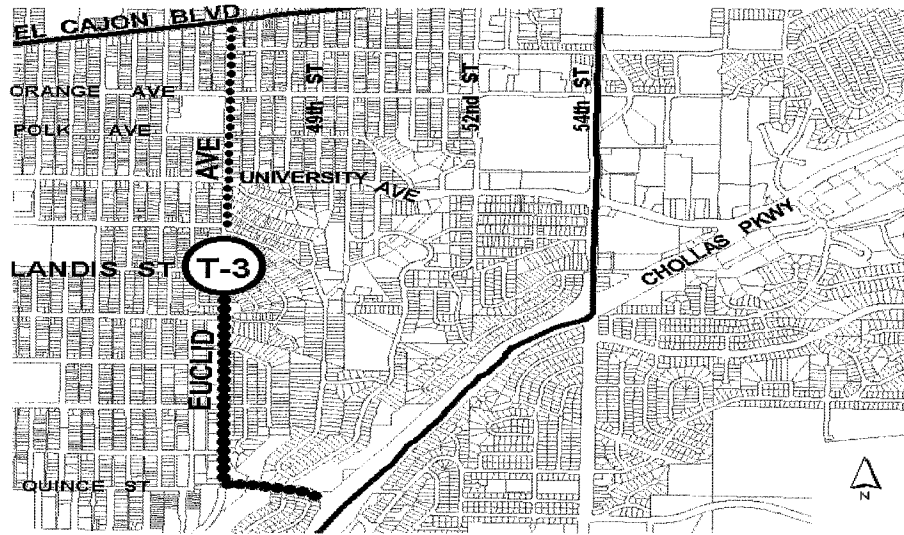 EL CAJON BLVD
ORANGE AVE
POLK AVE
49th ST
52nd ST
54th ST
UNIVERSITY AVE
LANDIS ST
T-3
EUCLID AVE
CHOLLAS PKWY
QUINCE ST
N